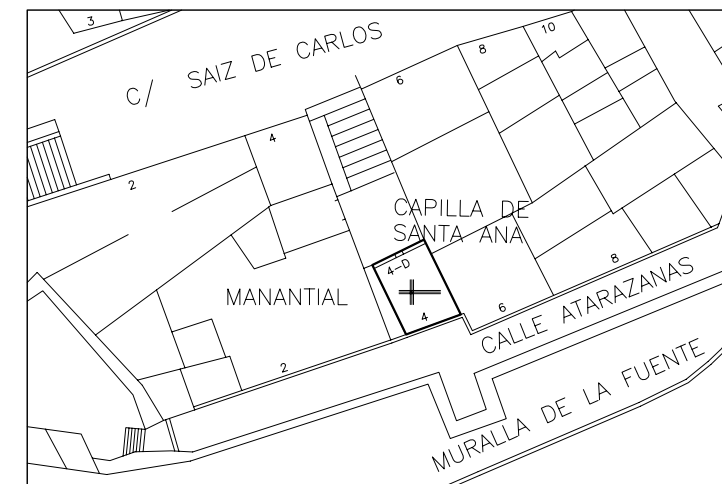 3
C/ SAIZ DE CARLOS
10
8
6
4
2
CAPILLA DE
SANTA ANA
4-D
MANANTIAL
4
6
8
2
CALLE ATARAZANAS
MURALLA DE LA FUENTE